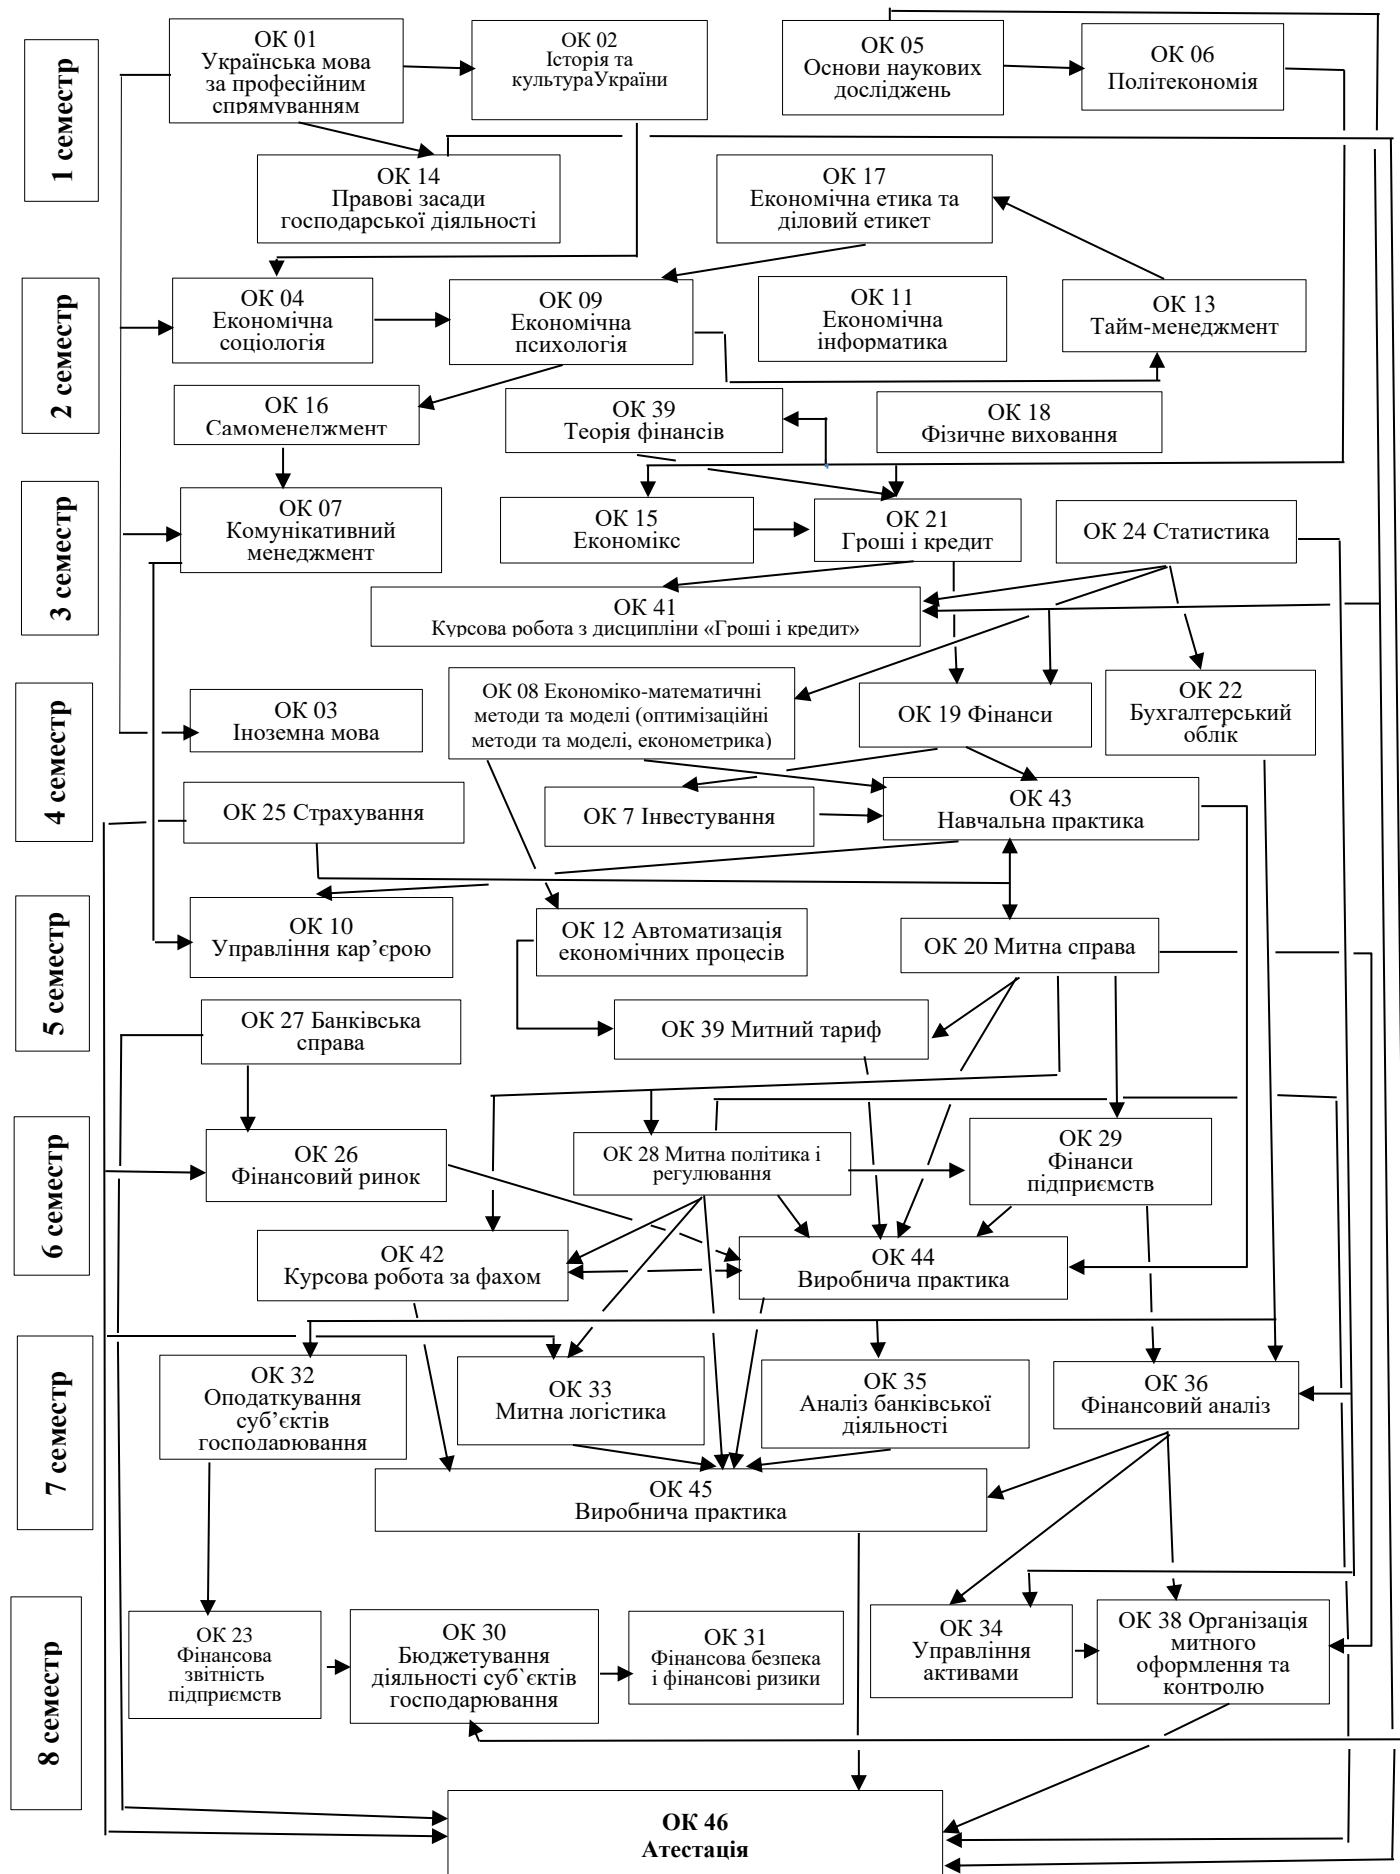 1 семестр
ОК 01
Українська мова
за професійним
спрямуванням
ОК 02
Історія та
культураУкраїни
ОК 05
Основи наукових
досліджень
ОК 06
Політекономія
ОК 14
Правові засади
господарської діяльності
ОК 17
Економічна етика та
діловий етикет
2 семестр
ОК 04
Економічна
соціологія
ОК 09
Економічна
психологія
ОК 11
Економічна
інформатика
ОК 13
Тайм-менеджмент
ОК 16
Самоменеджмент
ОК 39
Теорія фінансів
ОК 18
Фізичне виховання
3 семестр
ОК 07
Комунікативний
менеджмент
ОК 15
Економікс
ОК 21
Гроші і кредит
ОК 24 Статистика
ОК 41
Курсова робота з дисципліни «Гроші і кредит»
4 семестр
ОК 03
Іноземна мова
ОК 08 Економіко-математичні
методи та моделі (оптимізаційні
методи та моделі, економетрика)
ОК 19 Фінанси
ОК 22
Бухгалтерський
облік
ОК 25 Страхування
ОК 7 Інвестування
ОК 43
Навчальна практика
5 семестр
ОК 10
Управління кар’єрою
ОК 12 Автоматизація
економічних процесів
ОК 20 Митна справа
ОК 27 Банківська
справа
ОК 39 Митний тариф
6 семестр
ОК 26
Фінансовий ринок
ОК 28 Митна політика і
регулювання
ОК 29
Фінанси
підприємств
ОК 42
Курсова робота за фахом
ОК 44
Виробнича практика
7 семестр
ОК 32
Оподаткування
суб’єктів
господарювання
ОК 33
Митна логістика
ОК 35
Аналіз банківської
діяльності
ОК 36
Фінансовий аналіз
ОК 45
Виробнича практика
8 семестр
ОК 23
Фінансова
звітність
підприємств
ОК 30
Бюджетування
діяльності суб`єктів
господарювання
ОК 31
Фінансова безпека
і фінансові ризики
ОК 34
Управління
активами
ОК 38 Організація
митного
оформлення та
контролю
ОК 46
Атестація